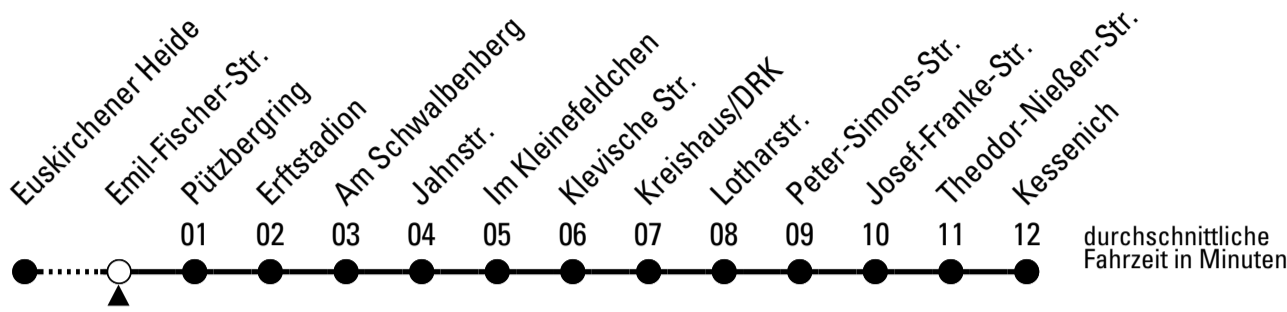 Euskirchener Heide
Emil-Fischer-Str.
Pützbergring
Erftstadion
Am Schwalbenberg
Jahnstr.
Im Kleinefeldchen
Klevische Str.
Kreishaus/DRK
Lotharstr.
Peter-Simons-Str.
Josef-Franke-Str.
Theodor-Nießen-Str.
Kessenich
01 02 03 04 05 06 07 08 09 10 11 12
durchschnittliche
Fahrzeit in Minuten